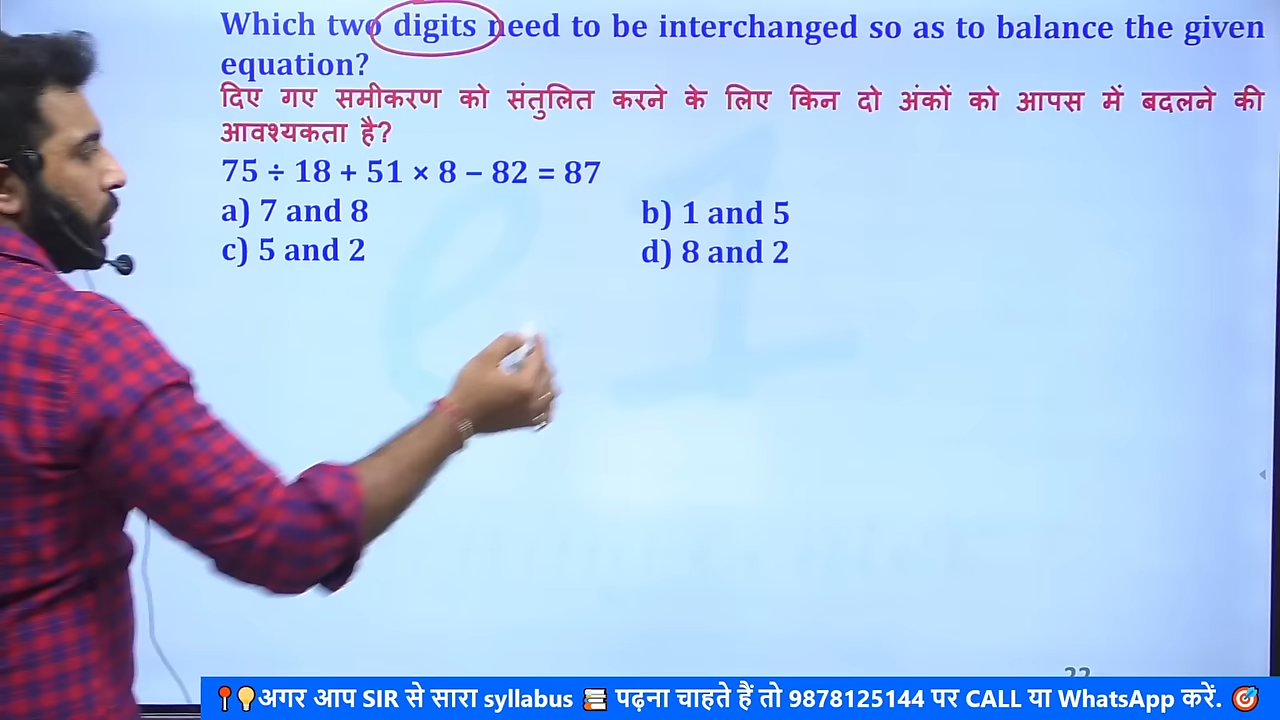 Which two digits need to be interchanged so as to balance the given
equation?
दिए गए समीकरण को संतुलित करने के लिए किन दो अंकों को आपस में बदलने की
आवश्यकता है?
75 ÷ 18 + 51 × 8 – 82 = 87
a) 7 and 8
b) 1 and 5
c) 5 and 2
d) 8 and 2
अगर आप SIR से सारा syllabus पढ़ना चाहते हैं तो 9878125144 पर CALL या WhatsApp करें.